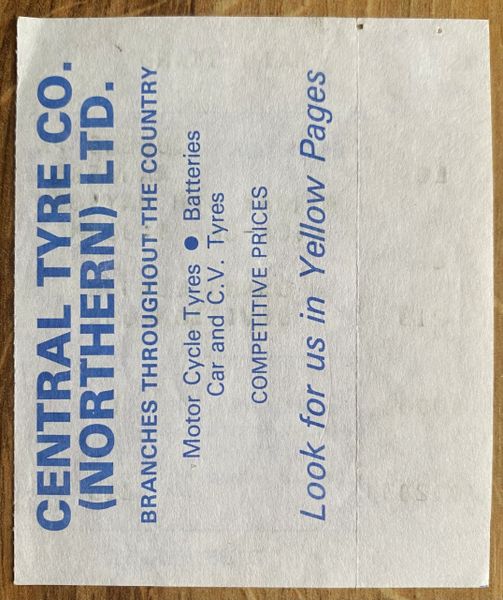 CENTRAL TYRE CO.
(NORTHERN) LTD.
BRANCHES THROUGHOUT THE COUNTRY
Motor Cycle Tyres ● Batteries
Car and C.V. Tyres
COMPETITIVE PRICES
Look for us in Yellow Pages